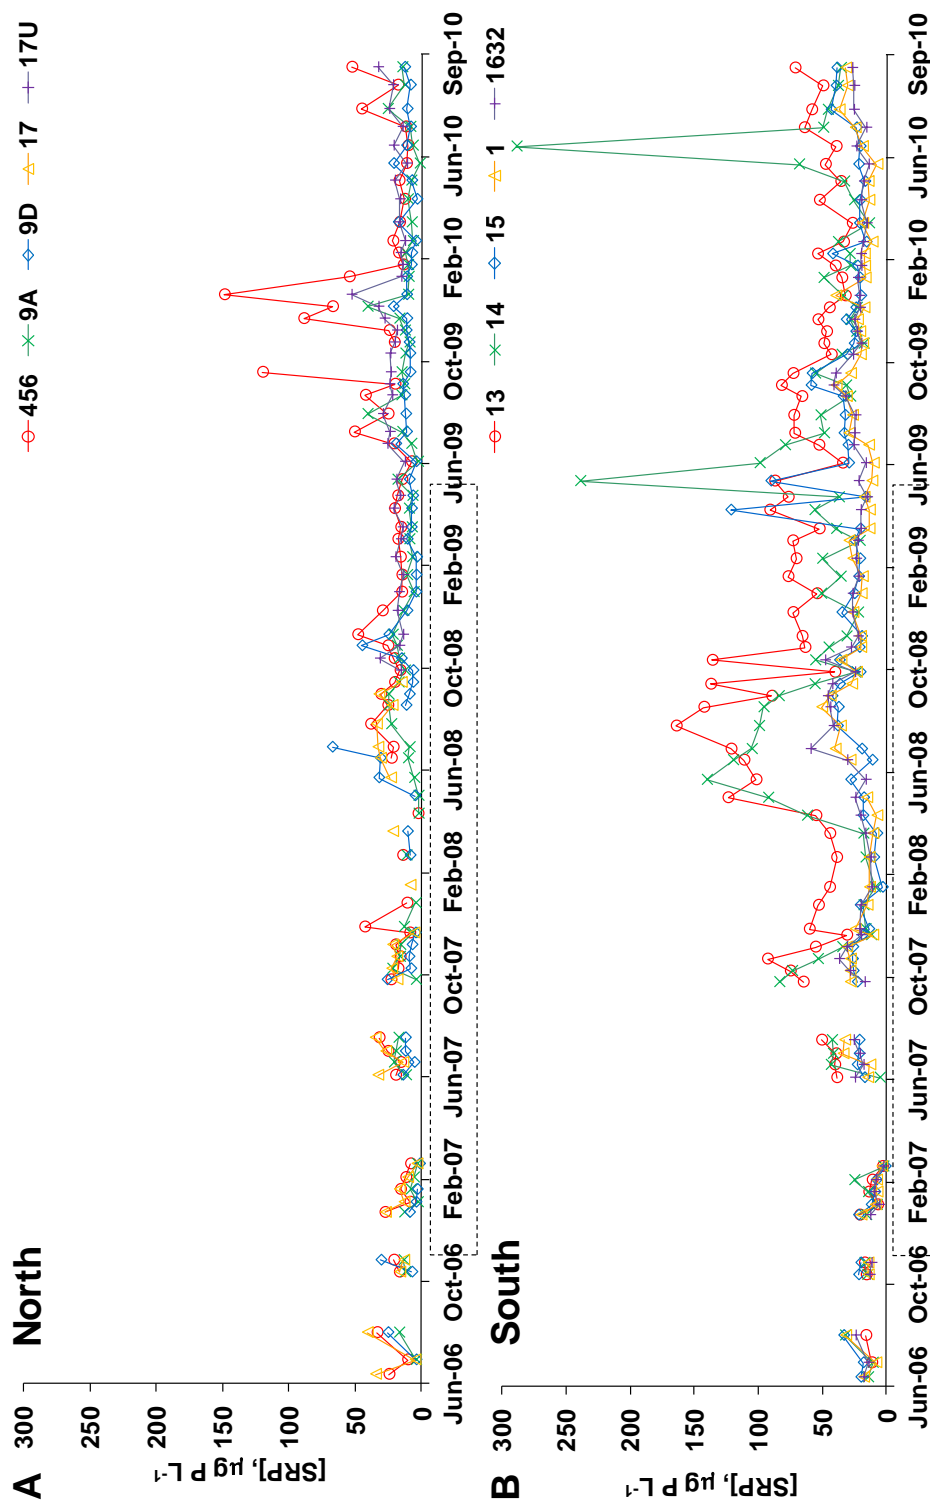 A North
456 9A 9D 17 17U
300
250
200
150
100
50
0
[SRP], µg P L⁻¹
Jun-06 Oct-06 Feb-07 Jun-07 Oct-07 Feb-08 Jun-08 Oct-08 Feb-09 Jun-09 Oct-09 Feb-10 Jun-10 Sep-10
B South
13 14 15 1 1632
300
250
200
150
100
50
0
[SRP], µg P L⁻¹
Jun-06 Oct-06 Feb-07 Jun-07 Oct-07 Feb-08 Jun-08 Oct-08 Feb-09 Jun-09 Oct-09 Feb-10 Jun-10 Sep-10